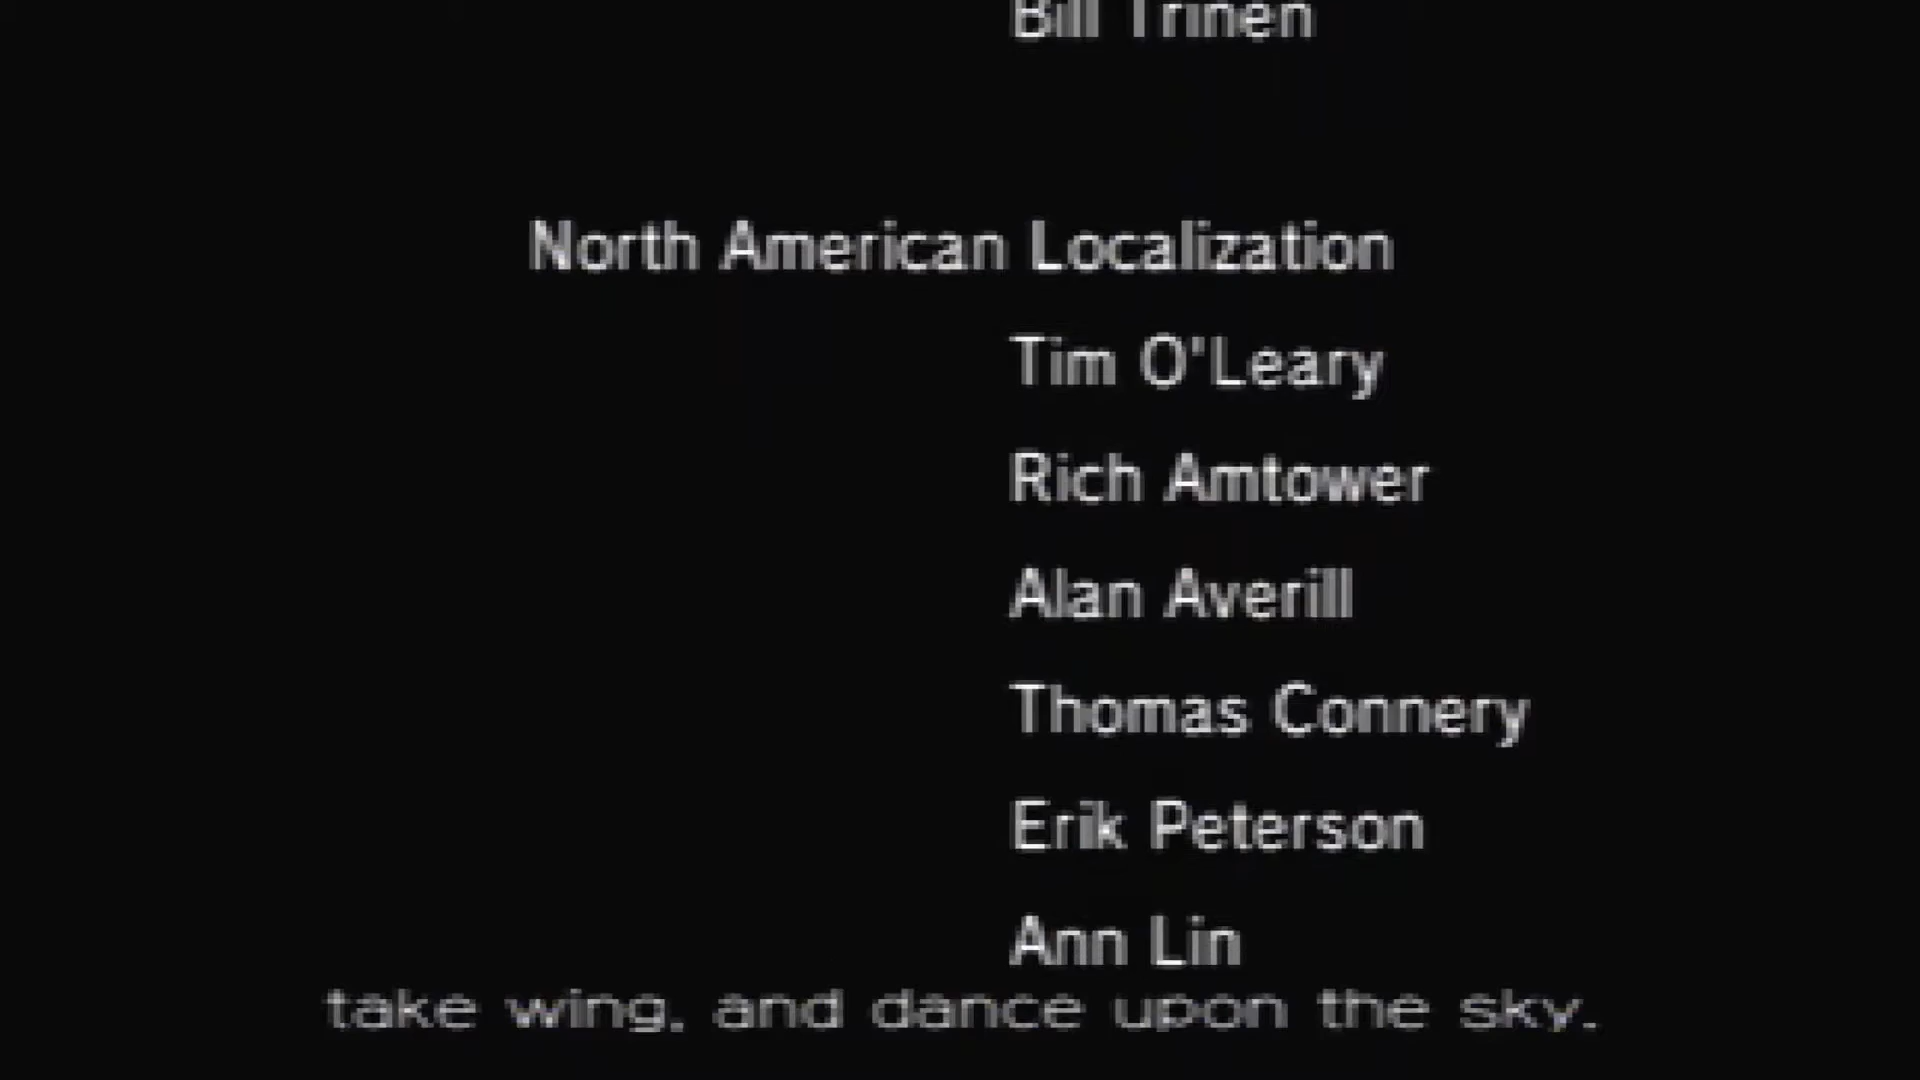 Bill Trinen
North American Localization
Tim O'Leary
Rich Amtower
Alan Averill
Thomas Connery
Erik Peterson
Ann Lin
take wing, and dance upon the sky.